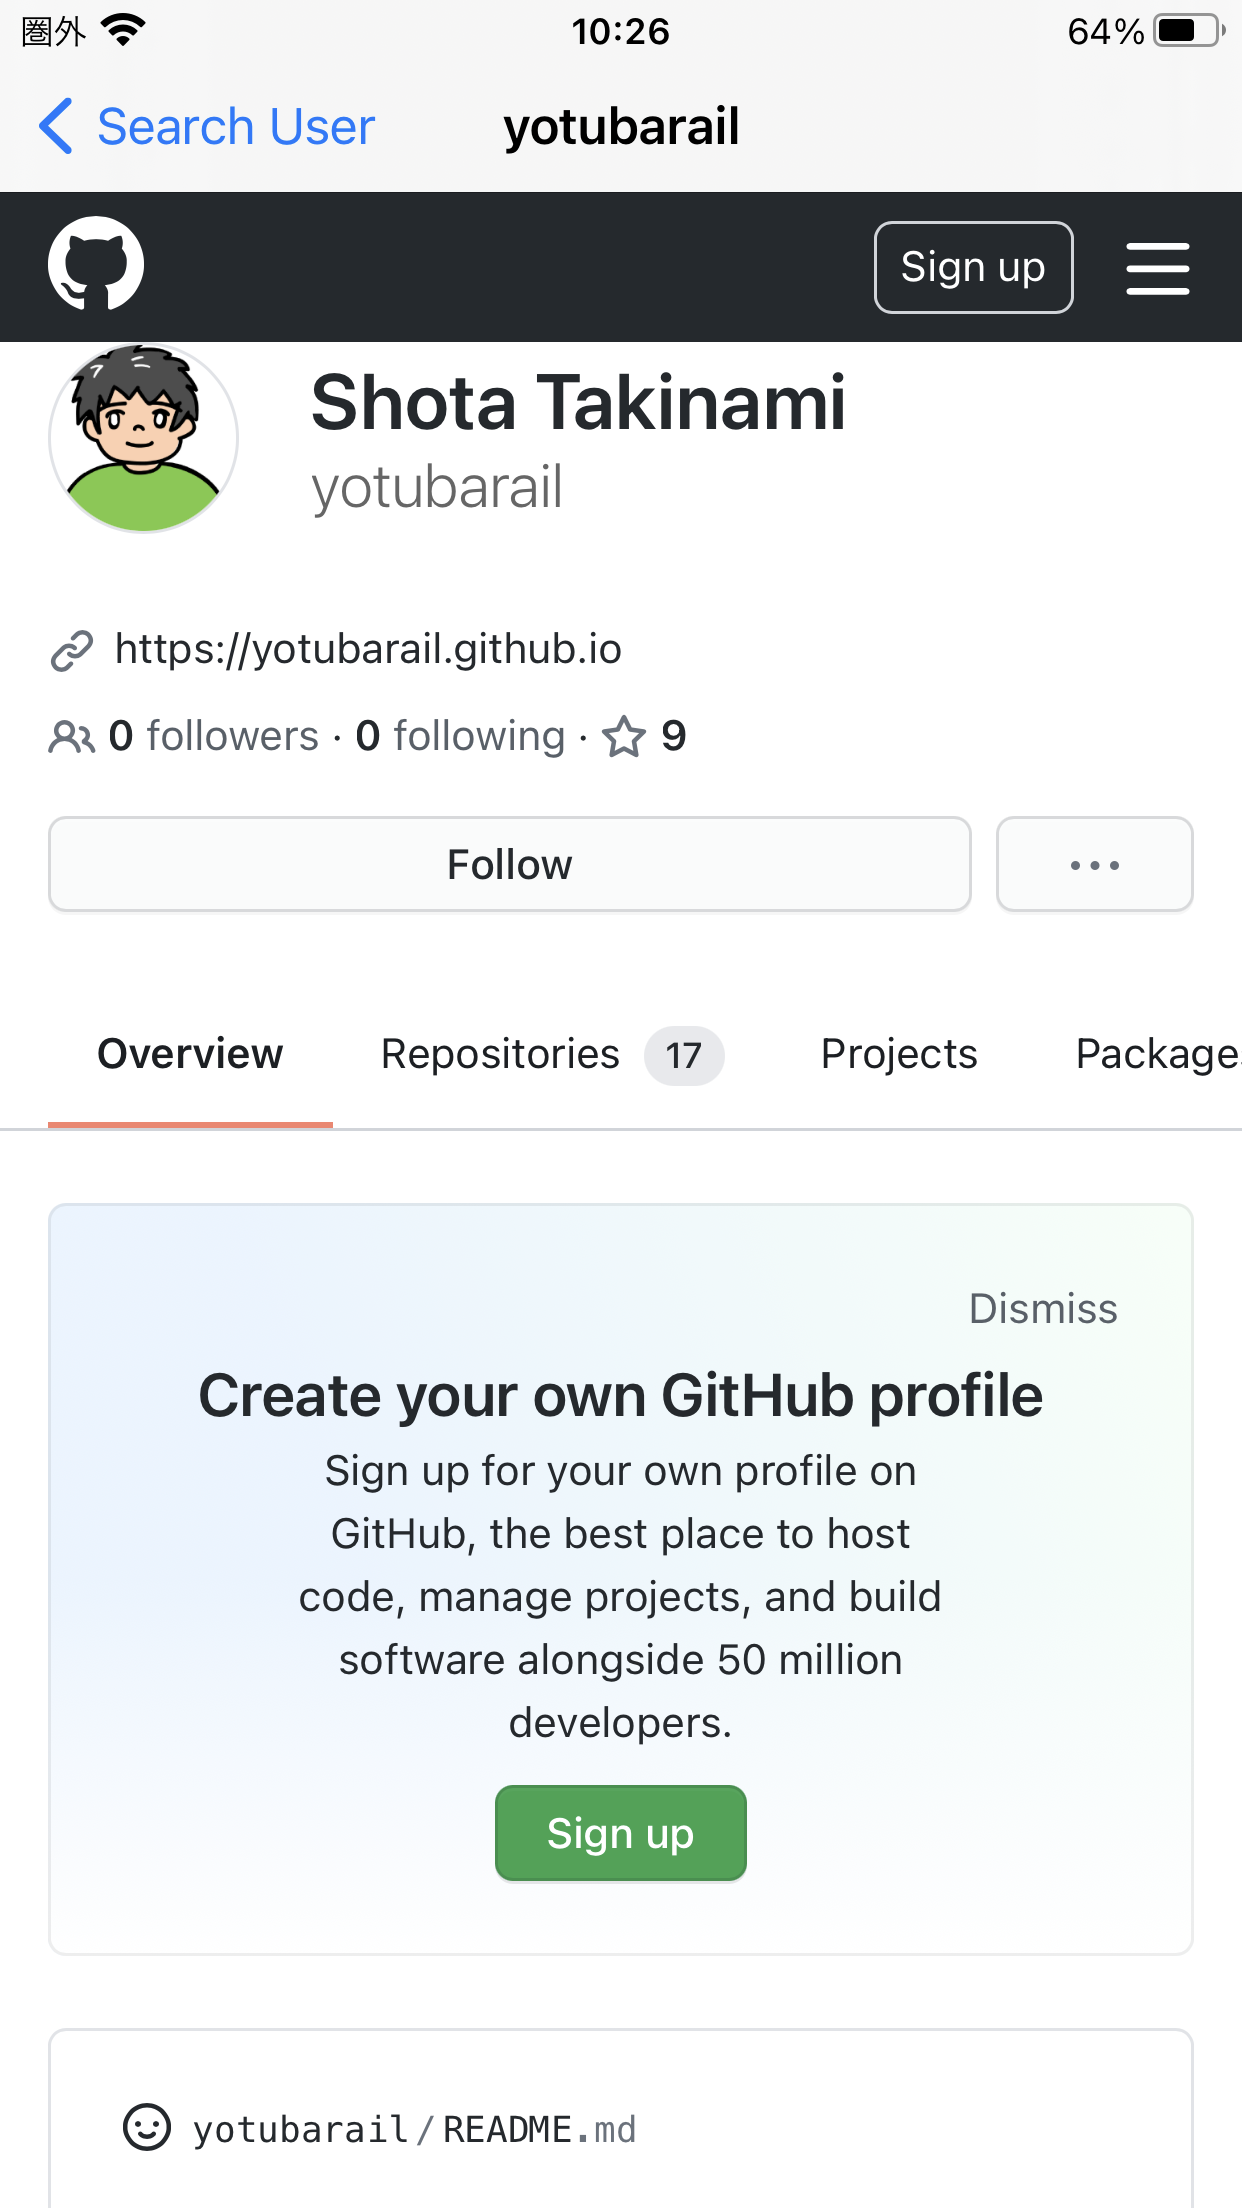 圏外 10:26 64%
Search User yotubarail
Sign up
Shota Takinami
yotubarail
https://yotubarail.github.io
0 followers · 0 following · 9
Follow
Overview Repositories 17 Projects Package
Dismiss
Create your own GitHub profile
Sign up for your own profile on
GitHub, the best place to host
code, manage projects, and build
software alongside 50 million
developers.
Sign up
yotubarail/README.md